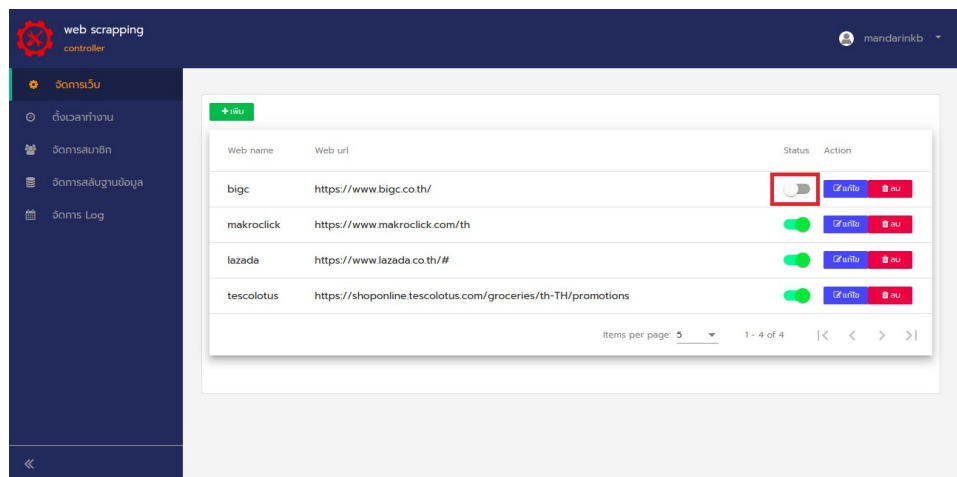 web scrapping
controller
mandarinkb
จัดการเว็บ
ตั้งเวลาทำงาน
จัดการสมาชิก
จัดการสลับฐานข้อมูล
จัดการ Log
+เพิ่ม
Web name Web url Status Action
bigc https://www.bigc.co.th/ แก้ไข ลบ
makroclick https://www.makroclick.com/th แก้ไข ลบ
lazada https://www.lazada.co.th/# แก้ไข ลบ
tescolotus https://shoponline.tescolotus.com/groceries/th-TH/promotions แก้ไข ลบ
Items per page: 5 1 - 4 of 4